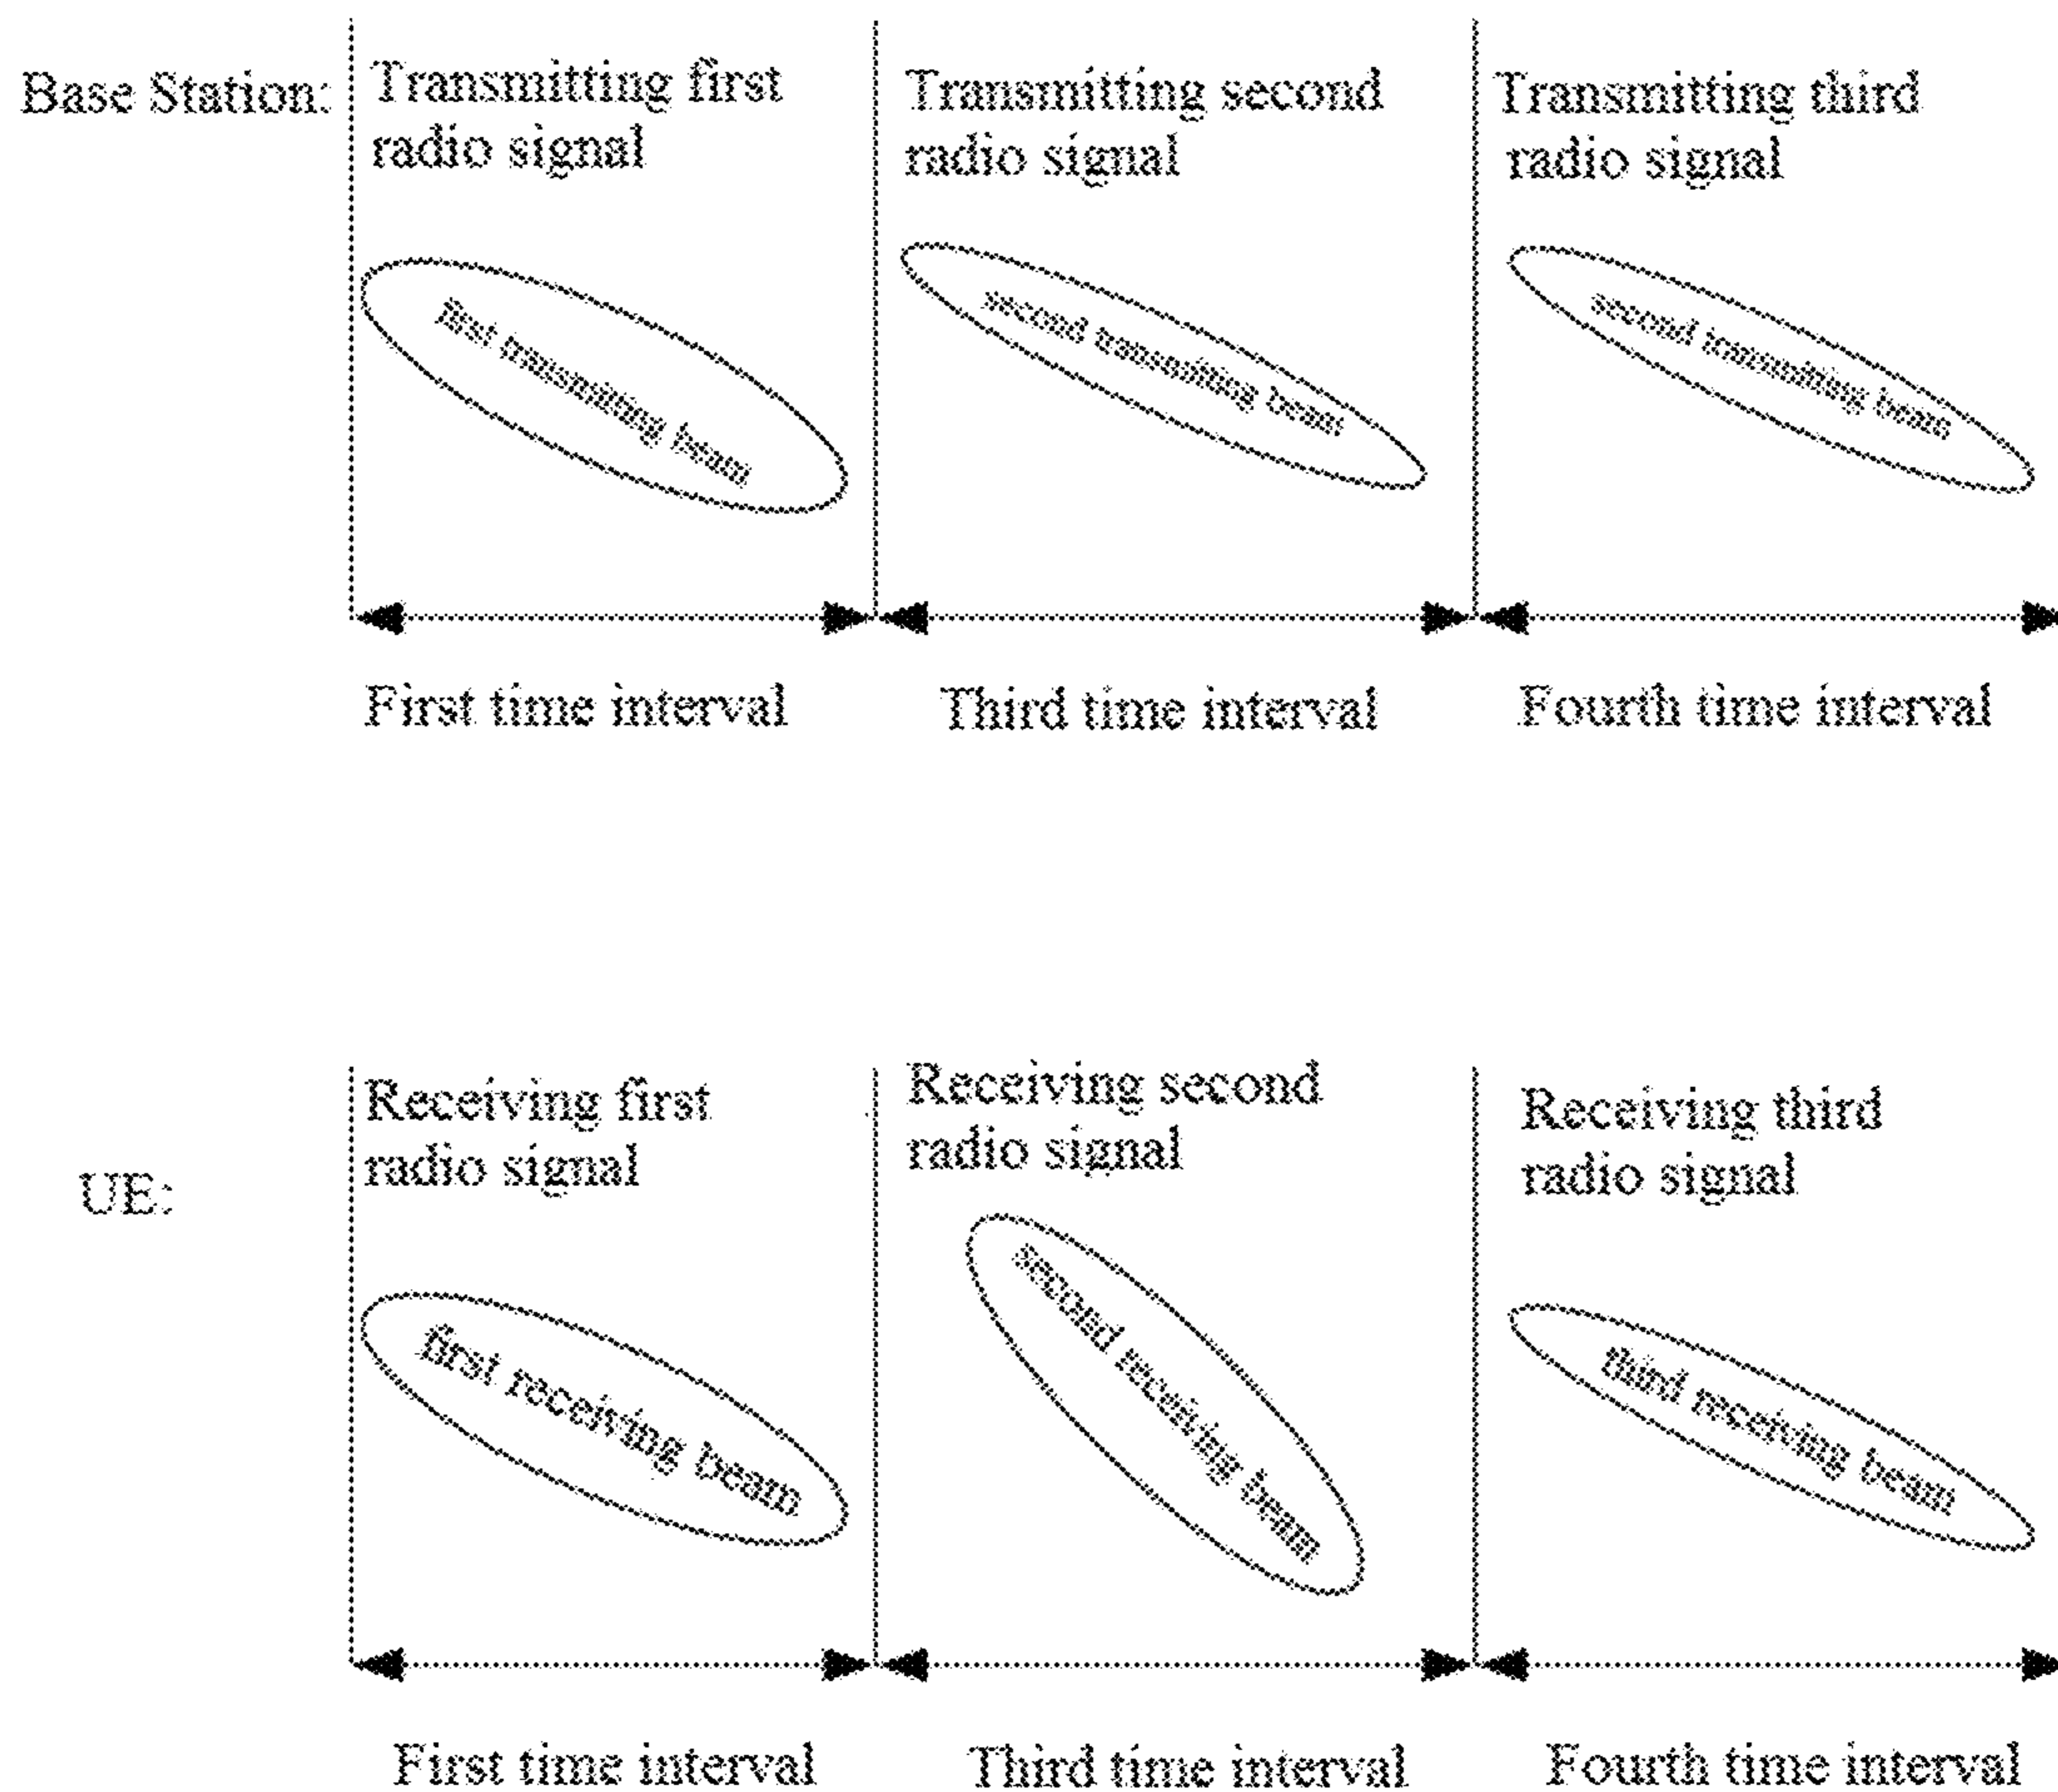 Base Station:
Transmitting first
radio signal
Transmitting second
radio signal
Transmitting third
radio signal
first transmitting beam
second transmitting beam
second transmitting beam
First time interval
Third time interval
Fourth time interval
UE:
Receiving first
radio signal
Receiving second
radio signal
Receiving third
radio signal
first receiving beam
second receiving beam
third receiving beam
First time interval
Third time interval
Fourth time interval